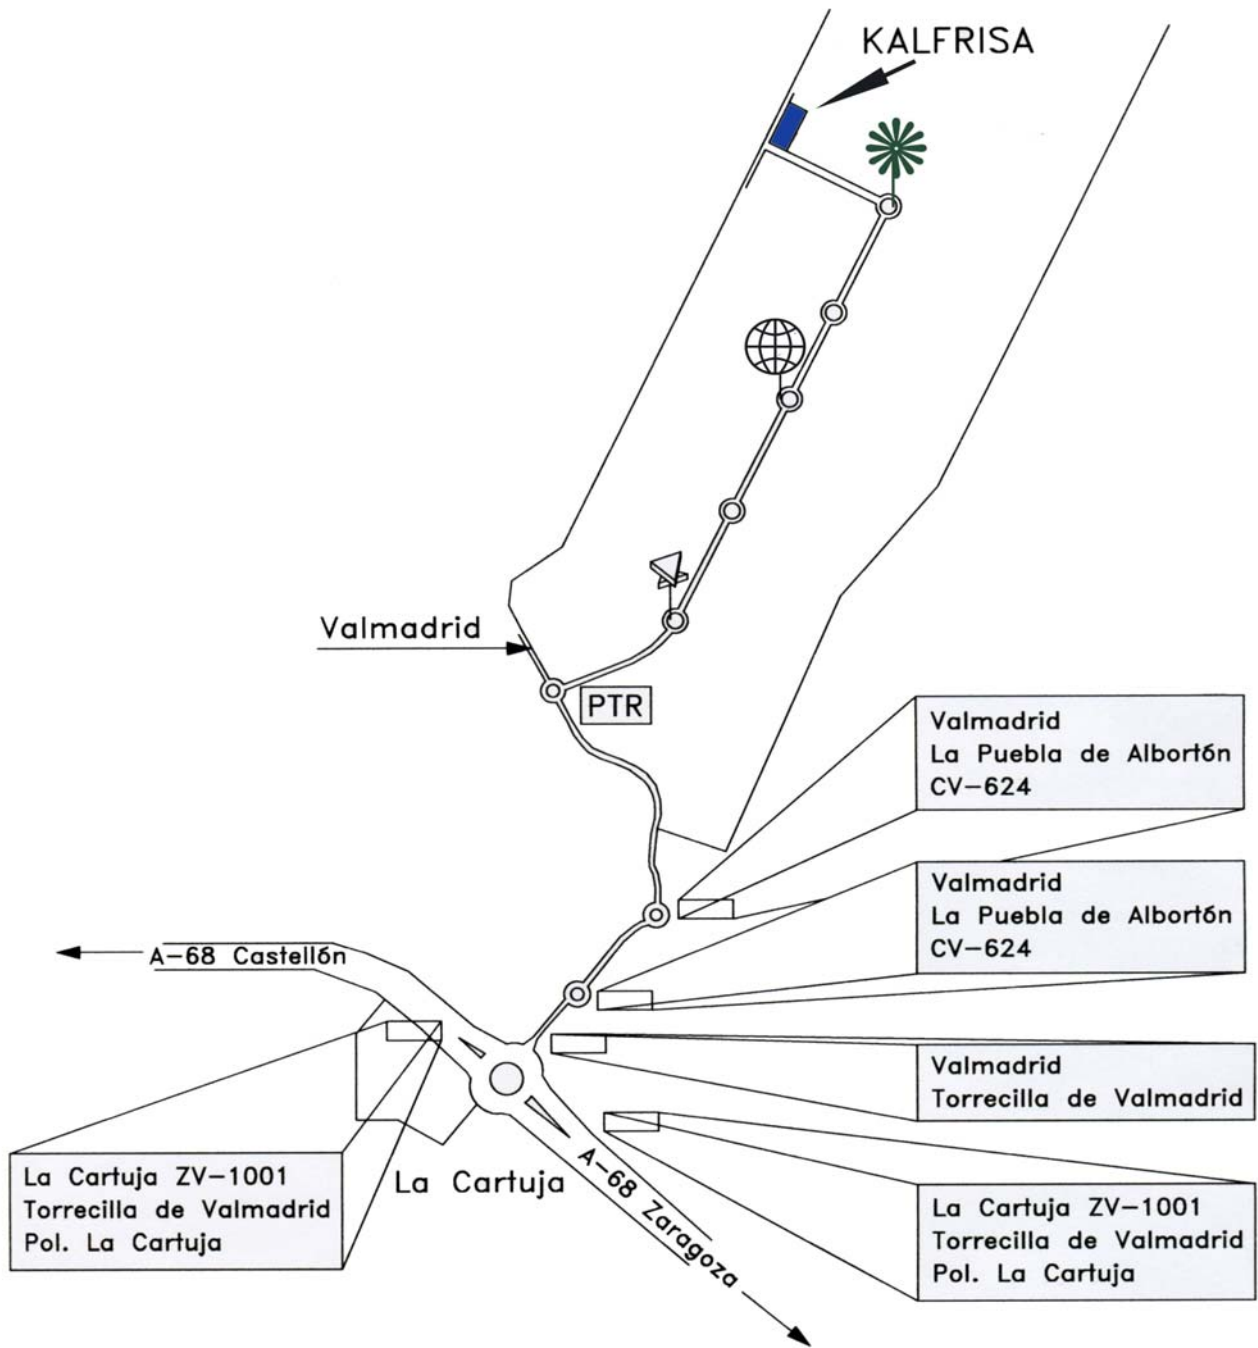 KALFRISA
Valmadrid
PTR
Valmadrid
La Puebla de Albortón
CV-624
Valmadrid
La Puebla de Albortón
CV-624
A-68 Castellón
Valmadrid
Torrecilla de Valmadrid
La Cartuja ZV-1001
Torrecilla de Valmadrid
Pol. La Cartuja
La Cartuja
A-68 Zaragoza
La Cartuja ZV-1001
Torrecilla de Valmadrid
Pol. La Cartuja